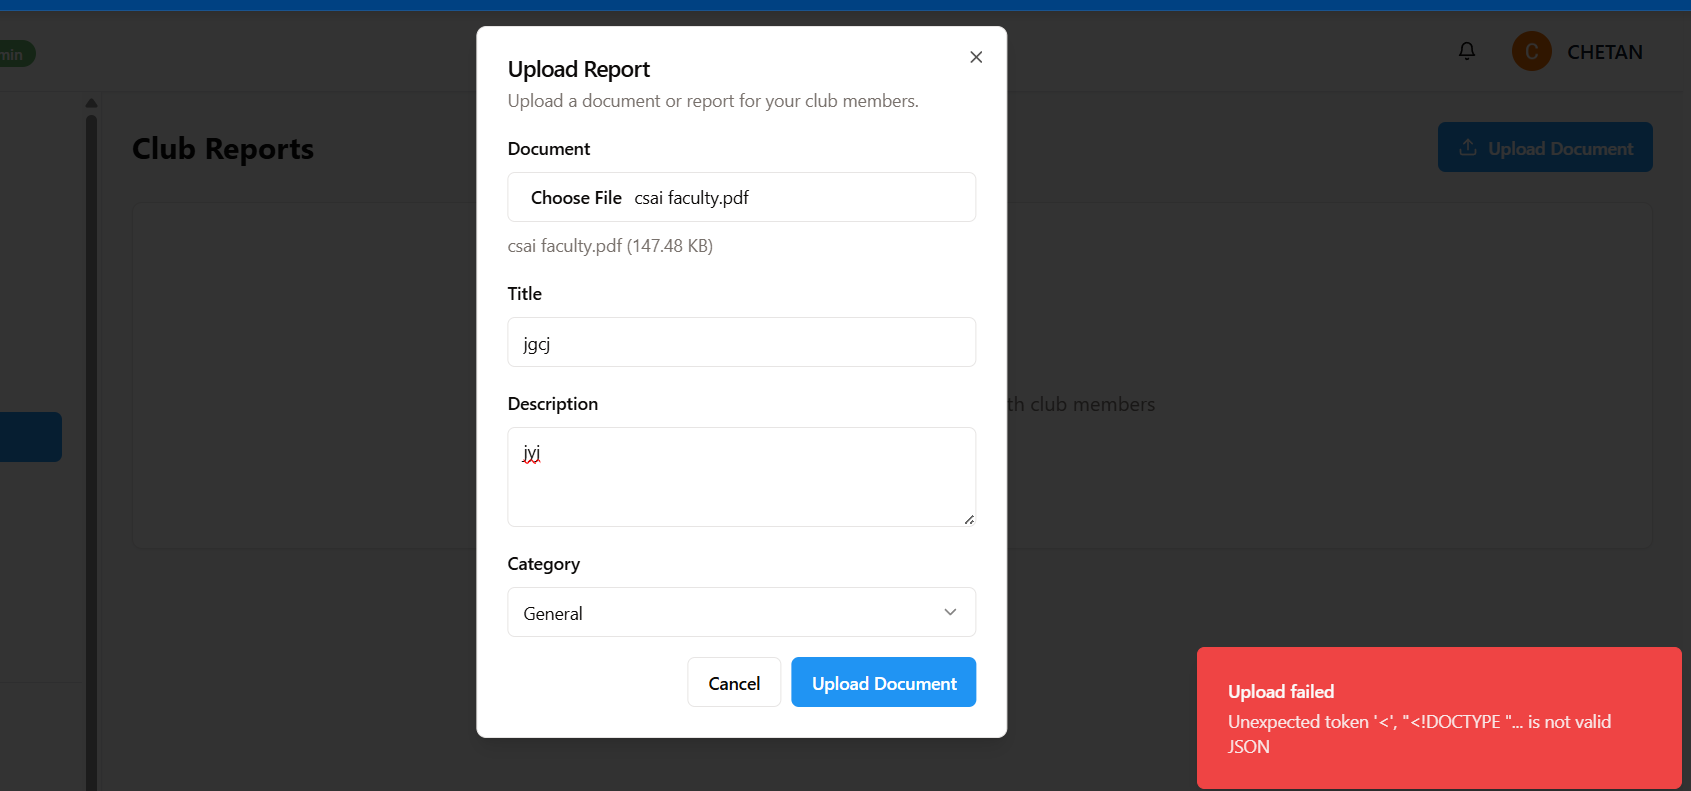 min
CHETAN
Club Reports
Upload Document
th club members
Upload Report
Upload a document or report for your club members.
Document
Choose File csai faculty.pdf
csai faculty.pdf (147.48 KB)
Title
jgcj
Description
jyj
Category
General
Cancel
Upload Document
Upload failed
Unexpected token '<', "<!DOCTYPE "... is not valid
JSON